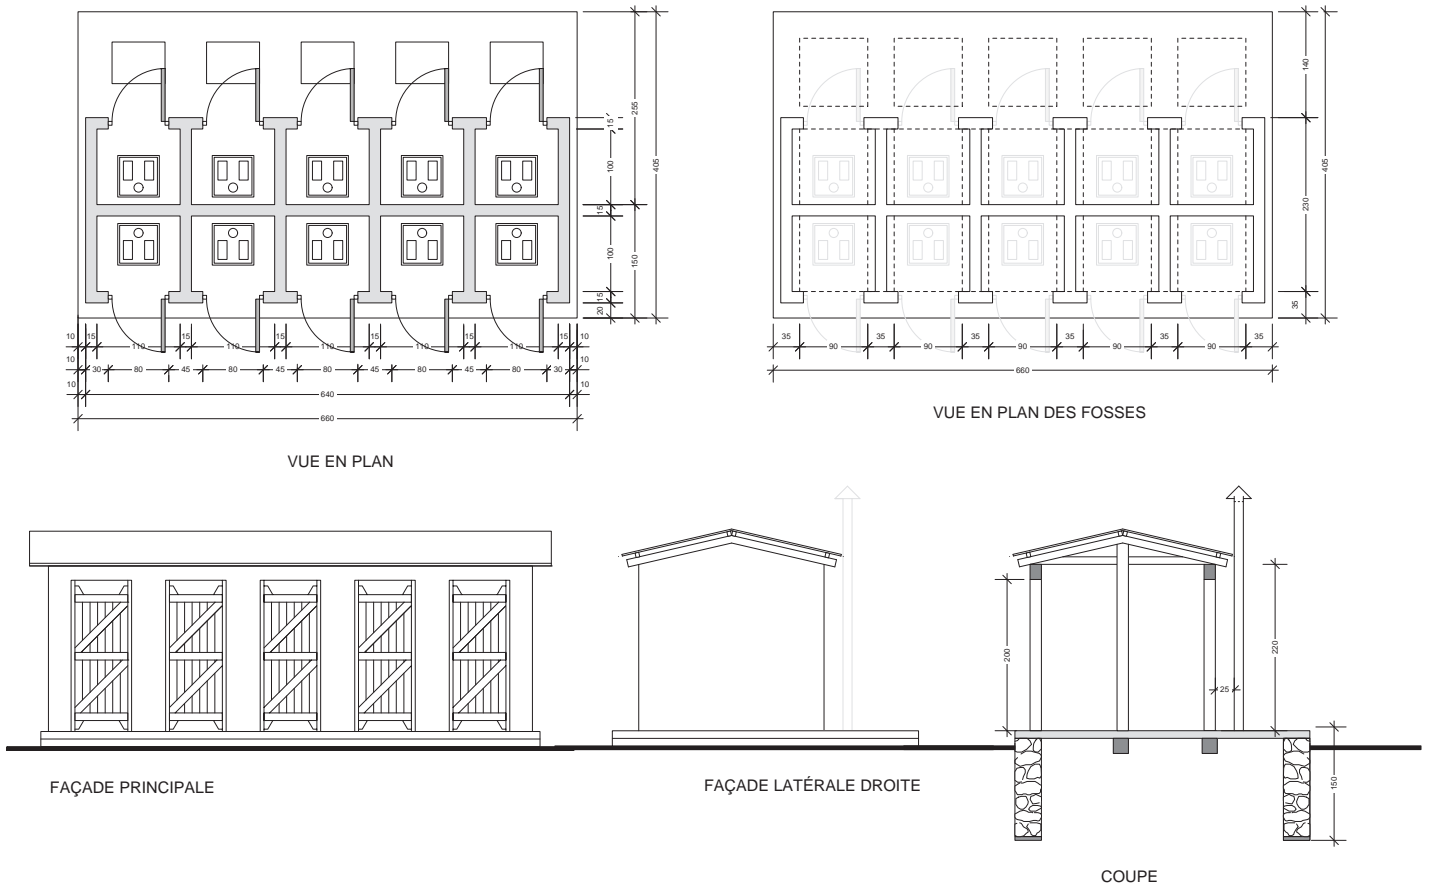 15
100
15
100
15
20
255
150
405
10 15 110 15 110 15 110 15 110 15 110 15 10
10 30 80 45 80 45 80 45 80 45 80 30 10
10 640 10
660
VUE EN PLAN
140
230
35
405
35 90 35 90 35 90 35 90 35 90 35
660
VUE EN PLAN DES FOSSES
FAÇADE PRINCIPALE
FAÇADE LATÉRALE DROITE
200
25
220
150
COUPE